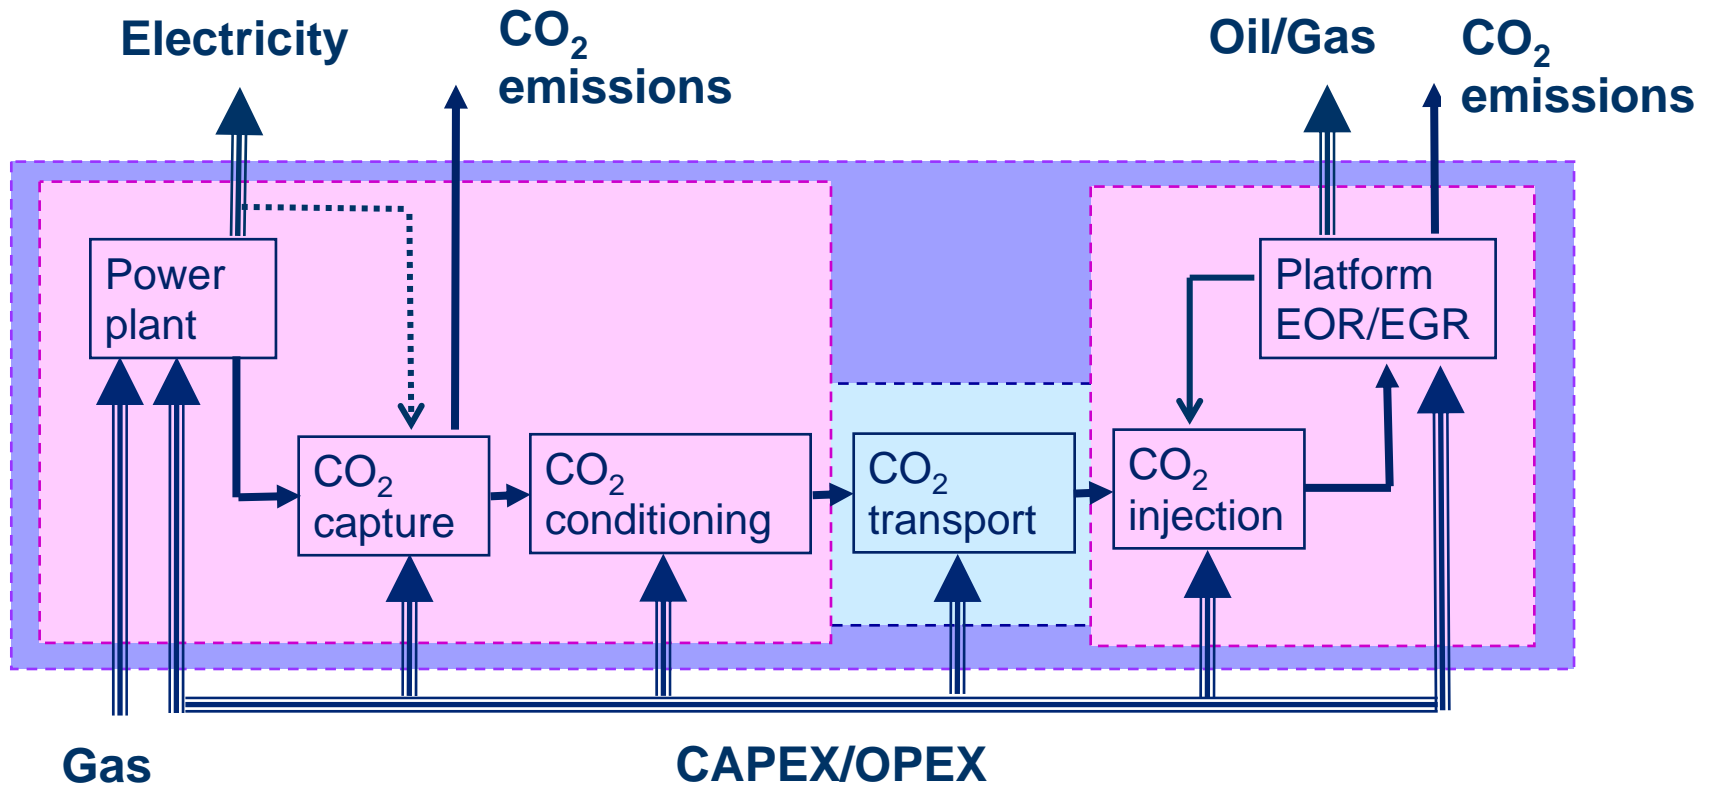 Electricity
CO₂
emissions
Oil/Gas
CO₂
emissions
Power
plant
Platform
EOR/EGR
CO₂
capture
CO₂
conditioning
CO₂
transport
CO₂
injection
Gas
CAPEX/OPEX